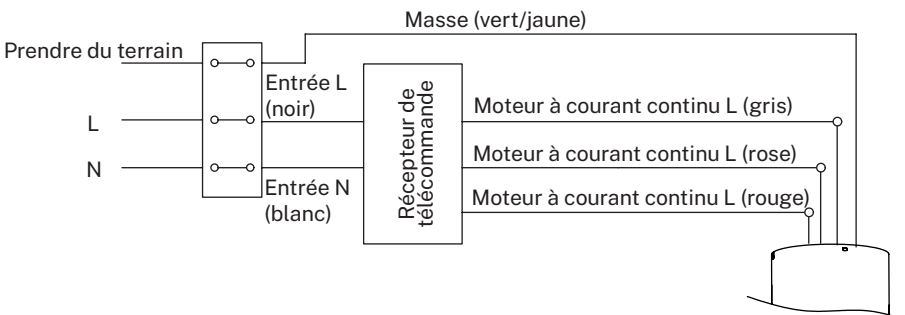 Masse (vert/jaune)
Prendre du terrain
Entrée L
(noir)
L
N
Entrée N
(blanc)
Récepteur de
télécommande
Moteur à courant continu L (gris)
Moteur à courant continu L (rose)
Moteur à courant continu L (rouge)